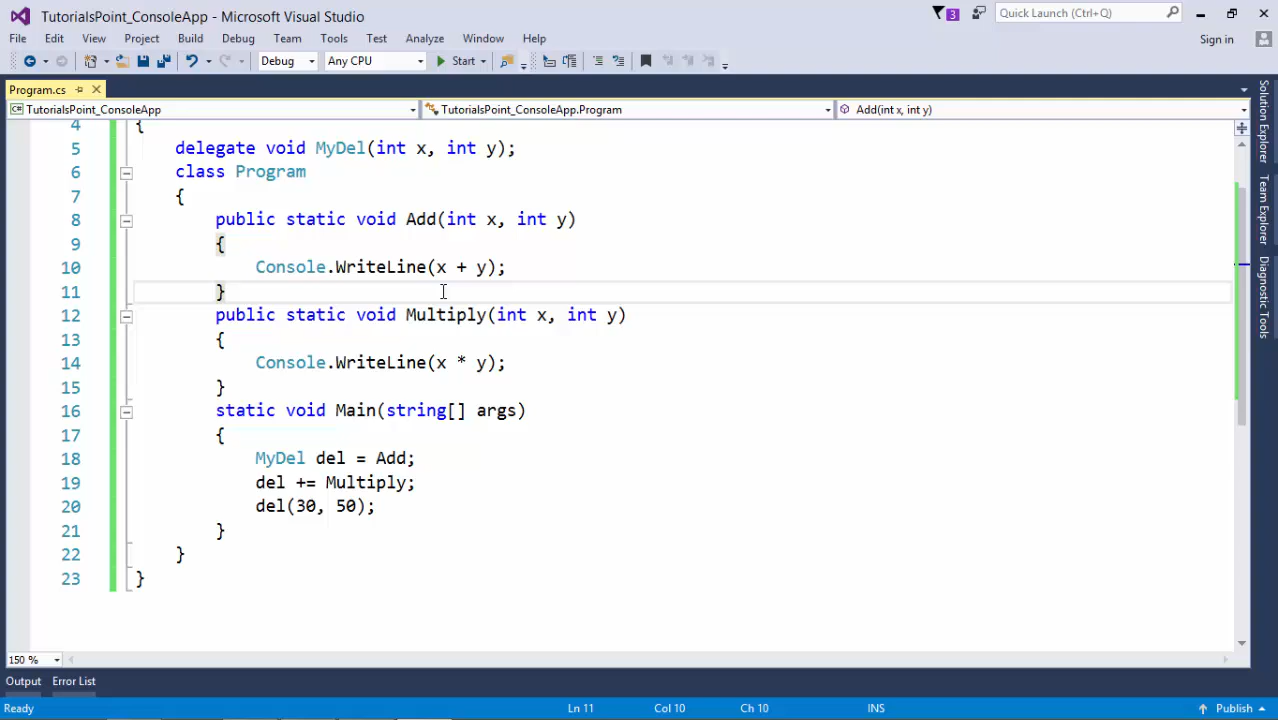 TutorialsPoint_ConsoleApp - Microsoft Visual Studio
3
Quick Launch (Ctrl+Q)
File Edit View Project Build Debug Team Tools Test Analyze Window Help
Sign in
Debug Any CPU Start
Program.cs
C# TutorialsPoint_ConsoleApp TutorialsPoint_ConsoleApp.Program Add(int x, int y)
4 {
5 delegate void MyDel(int x, int y);
6 class Program
7 {
8 public static void Add(int x, int y)
9 {
10 Console.WriteLine(x + y);
11 }
12 public static void Multiply(int x, int y)
13 {
14 Console.WriteLine(x * y);
15 }
16 static void Main(string[] args)
17 {
18 MyDel del = Add;
19 del += Multiply;
20 del(30, 50);
21 }
22 }
23 }
Solution Explorer
Team Explorer
Diagnostic Tools
150 %
Output Error List
Ready Ln 11 Col 10 Ch 10 INS Publish